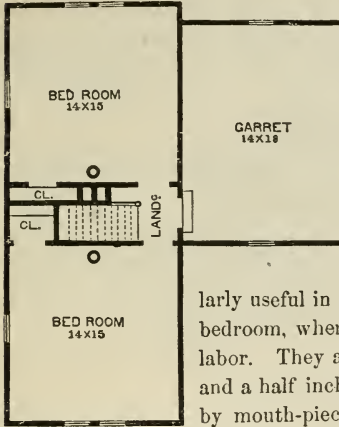 BED ROOM
14X15
GARRET
14X18
CL.
CL.
LANDG
BED ROOM
14X15
larly useful in
bedroom, wher
labor. They a
and a half inch
by mouth-piec